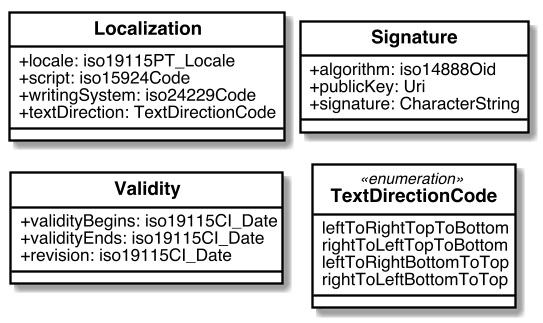 Localization
+locale: iso19115PT_Locale
+script: iso15924Code
+writingSystem: iso24229Code
+textDirection: TextDirectionCode
Signature
+algorithm: iso14888Oid
+publicKey: Uri
+signature: CharacterString
Validity
+validityBegins: iso19115CI_Date
+validityEnds: iso19115CI_Date
+revision: iso19115CI_Date
«enumeration»
TextDirectionCode
leftToRightTopToBottom
rightToLeftTopToBottom
leftToRightBottomToTop
rightToLeftBottomToTop